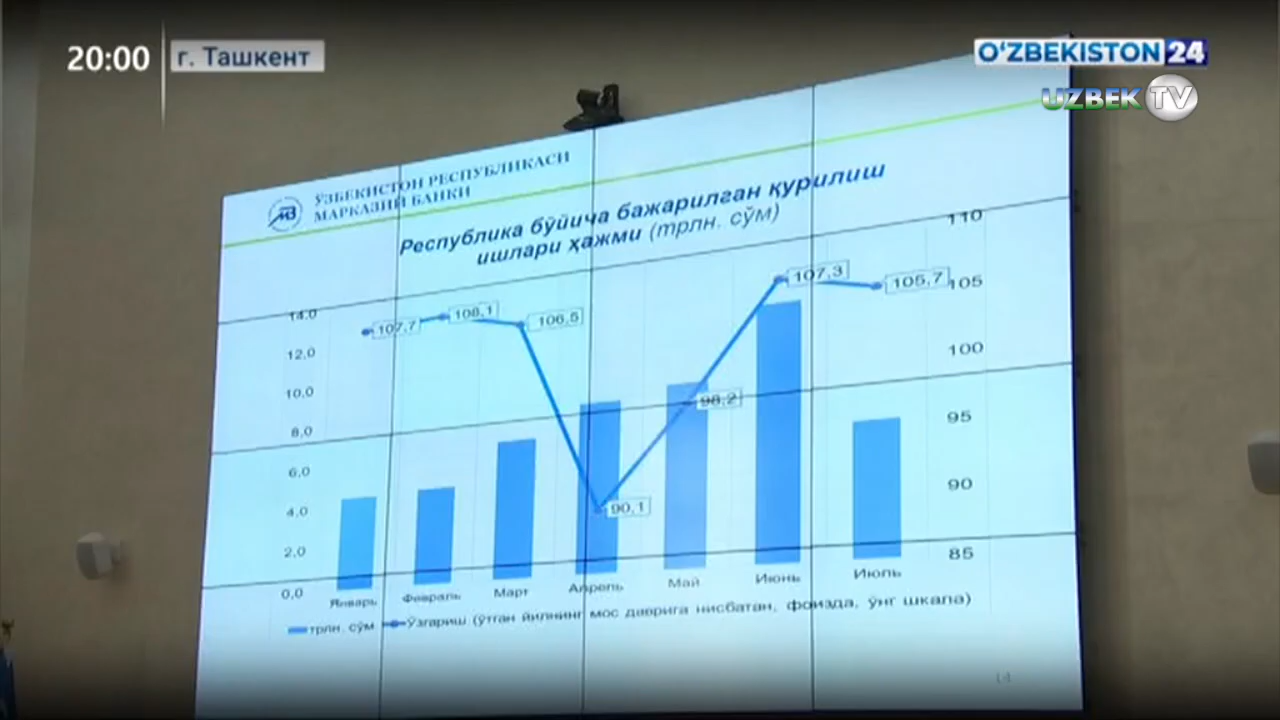 20:00
г. Ташкент
O‘ZBEKISTON 24
UZBEK TV
ЎЗБЕКИСТОН РЕСПУБЛИКАСИ
МАРКАЗИЙ БАНКИ
Республика бўйича бажарилган қурилиш
ишлари ҳажми (трлн. сўм)
14,0
12,0
10,0
8,0
6,0
4,0
2,0
0,0
110
105
100
95
90
85
107,7
108,1
106,5
90,1
98,2
107,3
105,7
Январь Февраль Март Апрель Май Июнь Июль
трлн. сўм Ўзгариш (ўтган йилнинг мос даврига нисбатан, фоизда, ўнг шкала)
14